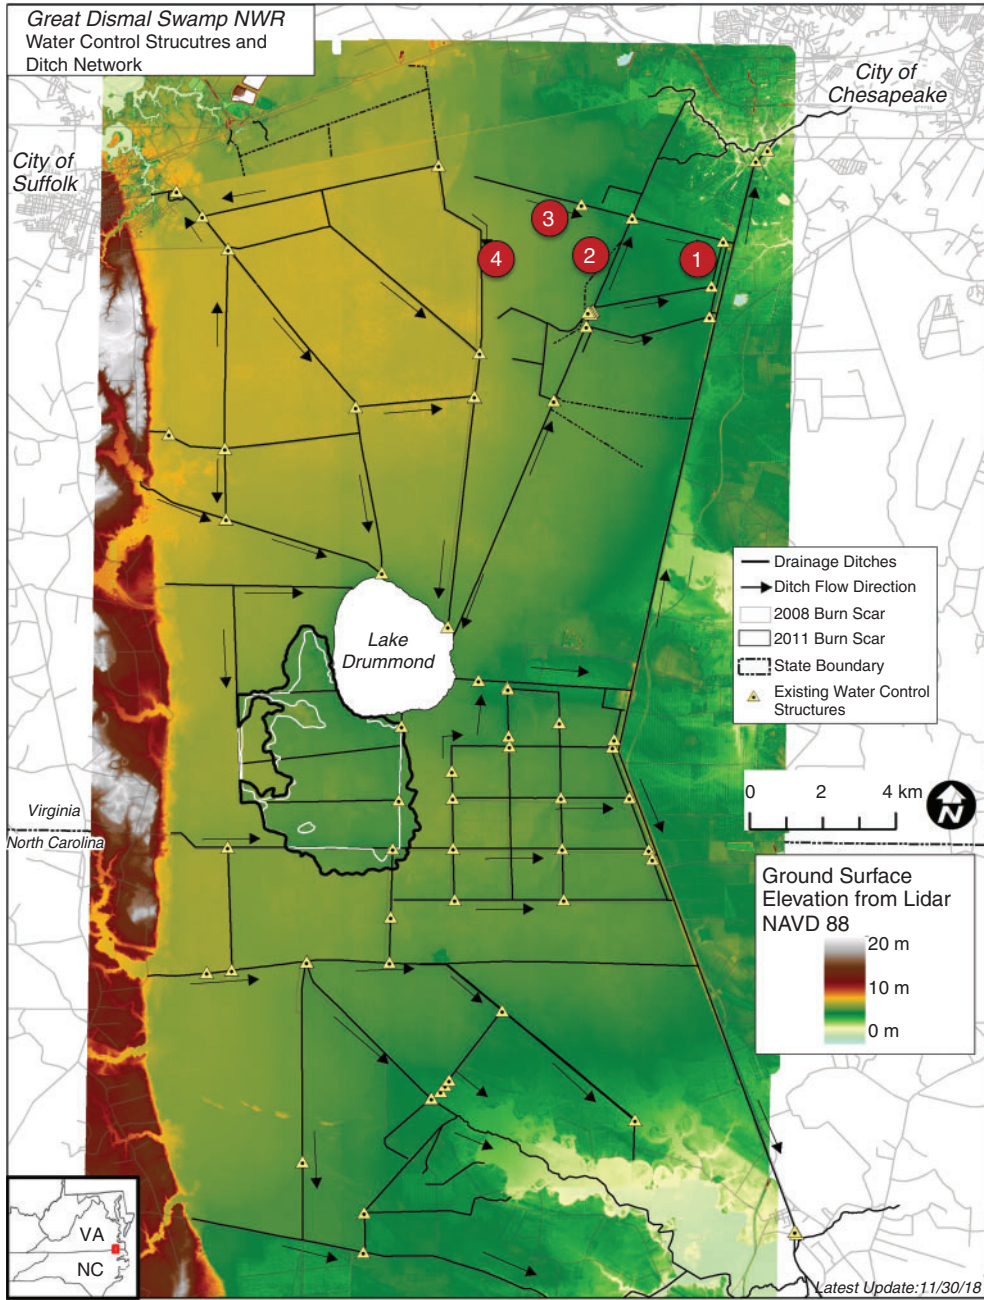 Great Dismal Swamp NWR
Water Control Strucutres and
Ditch Network
City of
Chesapeake
City of
Suffolk
3
2
4
1
Drainage Ditches
Ditch Flow Direction
2008 Burn Scar
2011 Burn Scar
State Boundary
Existing Water Control
Structures
Lake
Drummond
0 2 4 km
N
Virginia
North Carolina
Ground Surface
Elevation from Lidar
NAVD 88
20 m
10 m
0 m
VA
NC
Latest Update:11/30/18